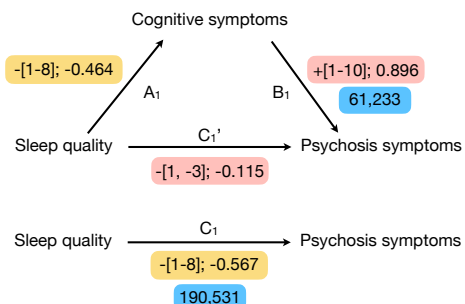 Cognitive symptoms
-[1-8]; -0.464
+[1-10]; 0.896
61,233
A1
B1
C1'
Sleep quality
Psychosis symptoms
-[1, -3]; -0.115
C1
Sleep quality
Psychosis symptoms
-[1-8]; -0.567
190,531